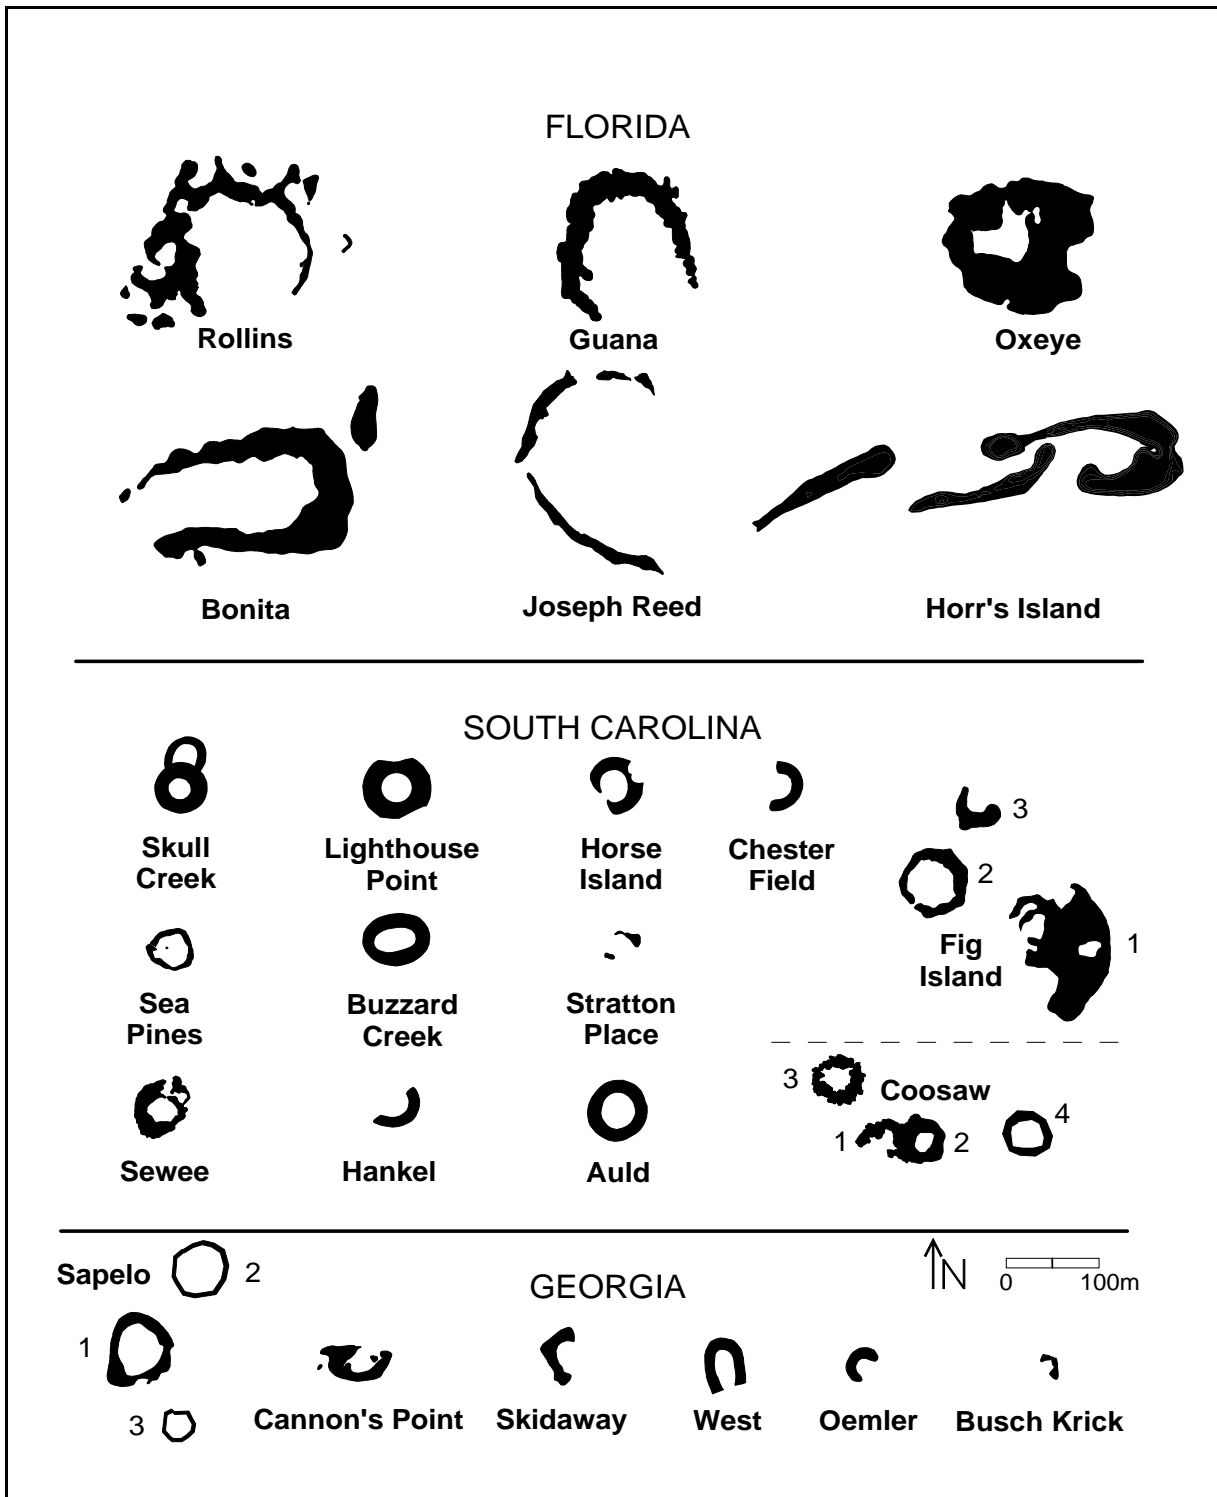 FLORIDA
Rollins
Guana
Oxeye
Bonita
Joseph Reed
Horr's Island
SOUTH CAROLINA
Skull
Creek
Lighthouse
Point
Horse
Island
Chester
Field
3
2
1
Fig
Island
Sea
Pines
Buzzard
Creek
Stratton
Place
3
Coosaw
1
2
4
Sewee
Hankel
Auld
Sapelo
2
GEORGIA
N
0
100m
1
3
Cannon's Point
Skidaway
West
Oemler
Busch Krick